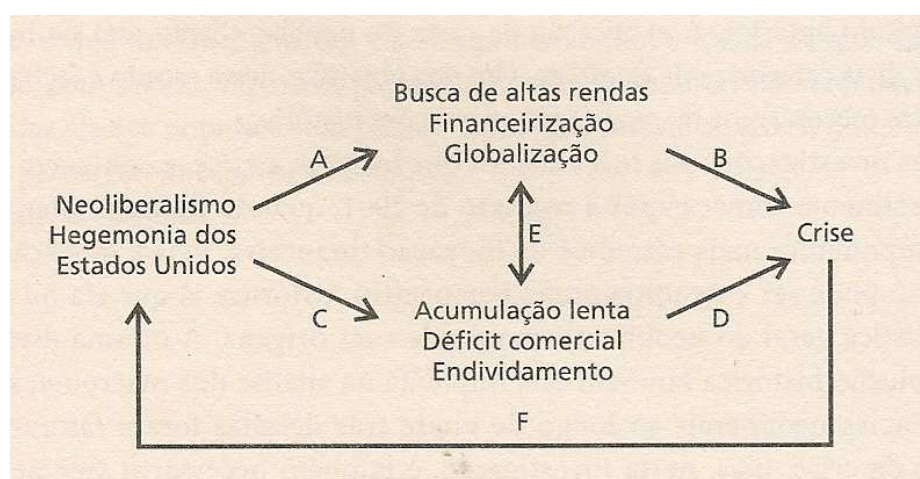 Busca de altas rendas
Financeirização
Globalização
A
B
Neoliberalismo
Hegemonia dos
Estados Unidos
E
Crise
C
Acumulação lenta
Déficit comercial
Endividamento
D
F